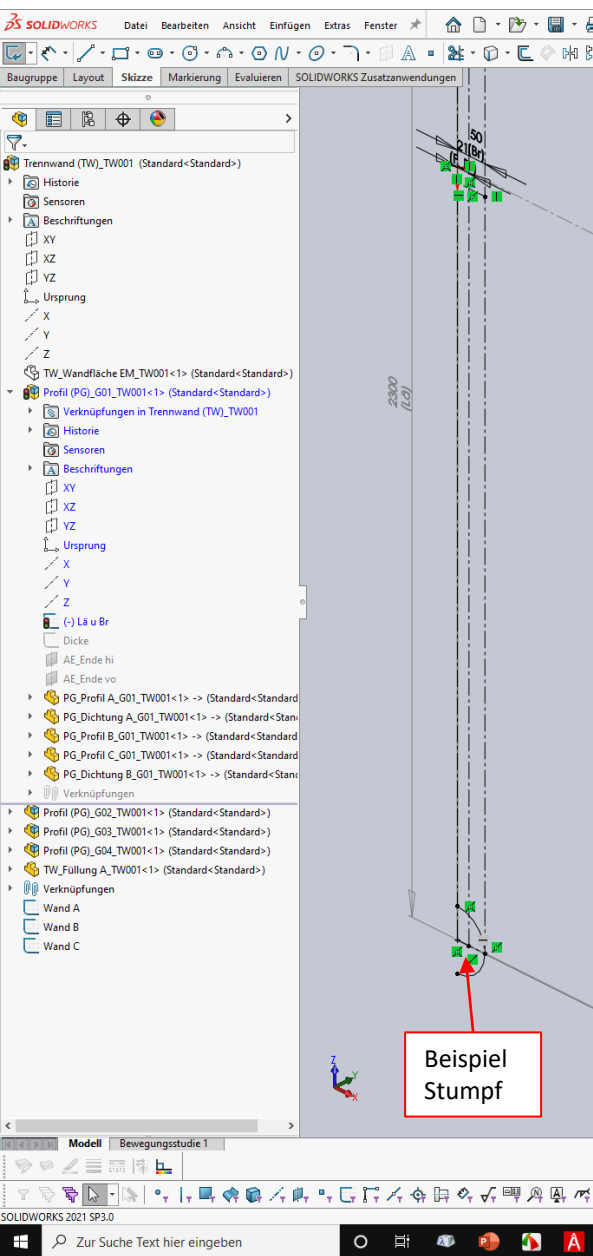 SOLIDWORKS Datei Bearbeiten Ansicht Einfügen Extras Fenster
Baugruppe Layout Skizze Markierung Evaluieren SOLIDWORKS Zusatzanwendungen
Trennwand (TW)_TW001 (Standard<Standard>)
Historie
Sensoren
Beschriftungen
XY
XZ
YZ
Ursprung
X
Y
Z
TW_Wandfläche EM_TW001<1> (Standard<Standard>)
Profil (PG)_G01_TW001<1> (Standard<Standard>)
Verknüpfungen in Trennwand (TW)_TW001
Historie
Sensoren
Beschriftungen
XY
XZ
YZ
Ursprung
X
Y
Z
(-) Lä u Br
Dicke
AE_Ende hi
AE_Ende vo
PG_Profil A_G01_TW001<1> -> (Standard<Standard
PG_Dichtung A_G01_TW001<1> -> (Standard<Stan
PG_Profil B_G01_TW001<1> -> (Standard<Standard
PG_Profil C_G01_TW001<1> -> (Standard<Standard
PG_Dichtung B_G01_TW001<1> -> (Standard<Stand
Verknüpfungen
Profil (PG)_G02_TW001<1> (Standard<Standard>)
Profil (PG)_G03_TW001<1> (Standard<Standard>)
Profil (PG)_G04_TW001<1> (Standard<Standard>)
TW_Füllung A_TW001<1> (Standard<Standard>)
Verknüpfungen
Wand A
Wand B
Wand C
50
21(Br)
2300
(Lä)
Beispiel
Stumpf
Z
Y
X
Modell Bewegungsstudie 1
SOLIDWORKS 2021 SP3.0
Zur Suche Text hier eingeben